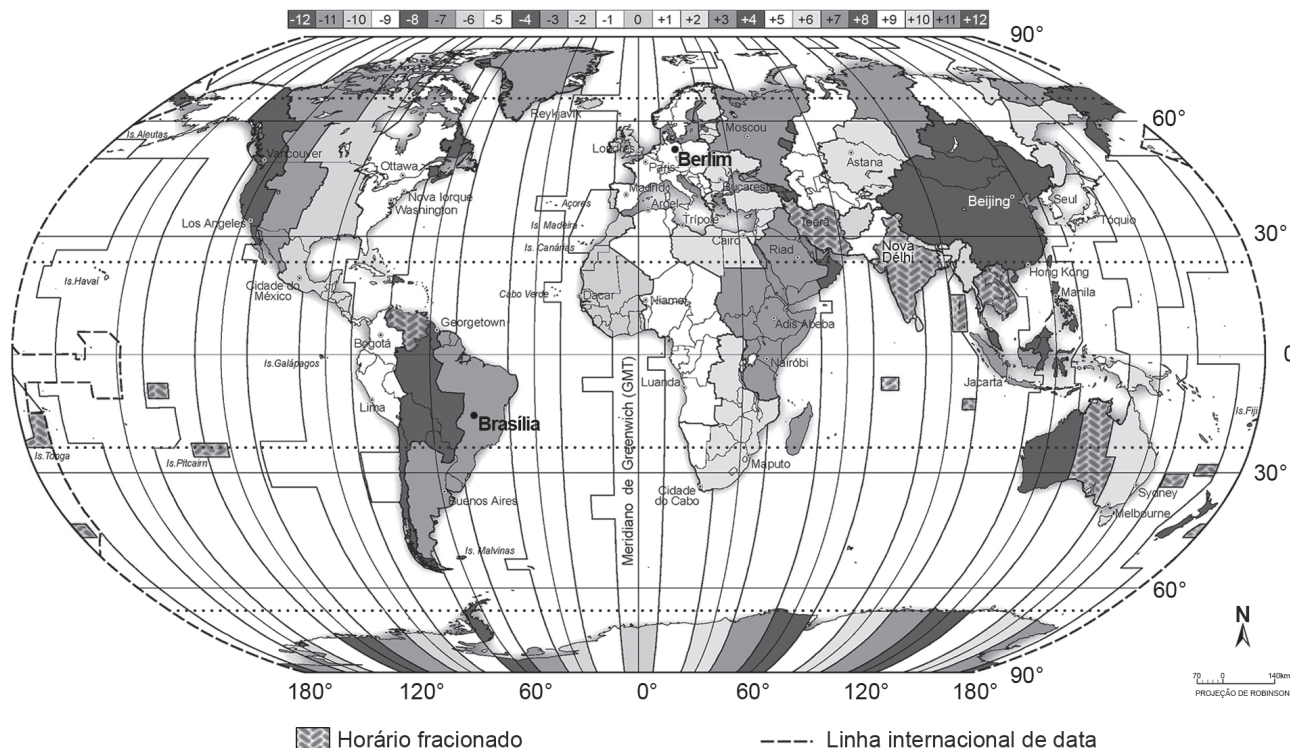 -12 -11 -10 -9 -8 -7 -6 -5 -4 -3 -2 -1 0 +1 +2 +3 +4 +5 +6 +7 +8 +9 +10 +11 +12
90°
60°
30°
0
30°
60°
90°
Is.Aleutas
Vancouver
Ottawa
Nova Iorque
Washington
Los Angeles
Is.Havaí
Cidade do
México
Georgetown
Bogotá
Is.Galápagos
Lima
Brasília
Is.Tonga
Is.Pitcairn
Buenos Aires
Is. Malvinas
Reykjavix
Londres
Berlim
Paris
Moscou
Madrid
Bucareste
Açores
Argel
Is. Madeira
Trípole
Is. Canárias
Cairo
Cabo Verde
Dacar
Niamei
Riad
Teerã
Astana
Nova
Délhi
Beijing
Seul
Tóquio
Hong Kong
Manila
Adis Abeba
Nairóbi
Luanda
Jacarta
Maputo
Cidade
do Cabo
Meridiano de Greenwich (GMT)
Is.Fiji
Sydney
Melbourne
180° 120° 60° 0° 60° 120° 180°
N
70 0 140km
PROJEÇÃO DE ROBINSON
Horário fracionado
Linha internacional de data